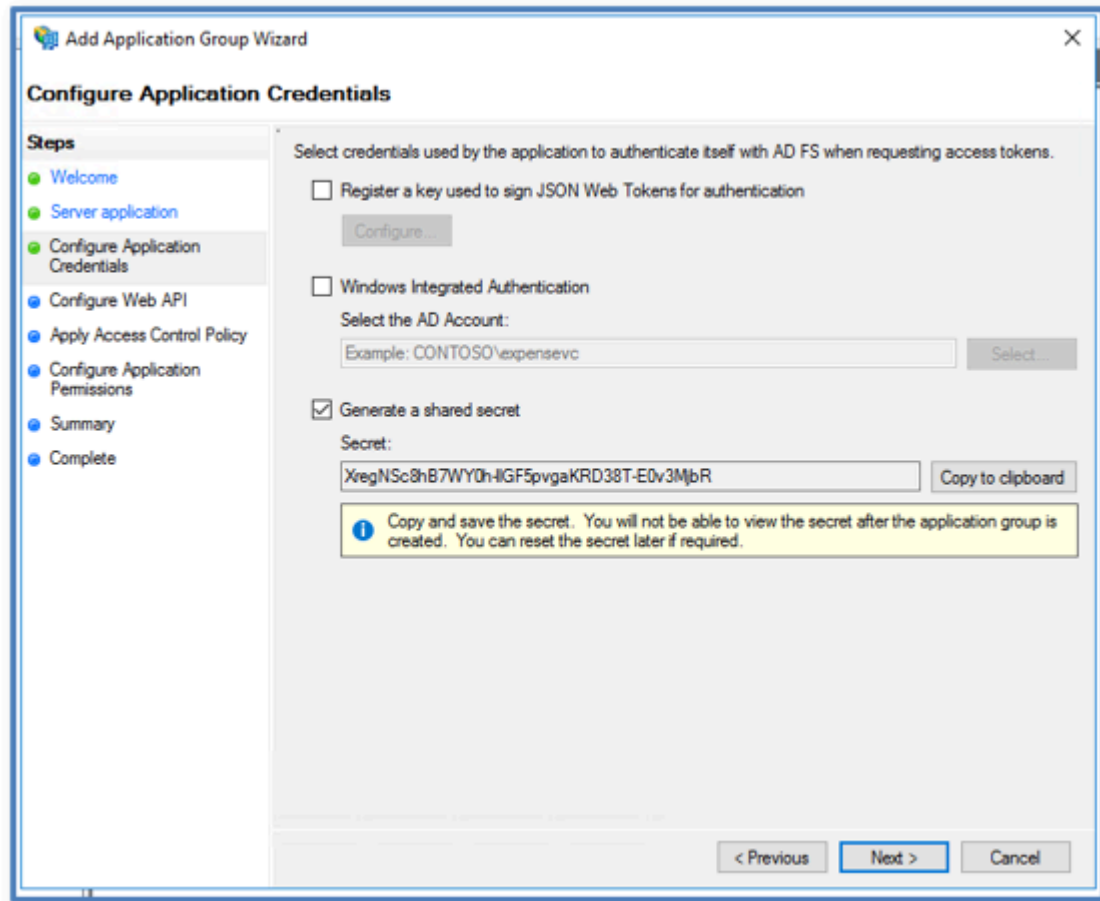 Add Application Group Wizard
Configure Application Credentials
Steps
Welcome
Server application
Configure Application
Credentials
Configure Web API
Apply Access Control Policy
Configure Application
Permissions
Summary
Complete
Select credentials used by the application to authenticate itself with AD FS when requesting access tokens.
Register a key used to sign JSON Web Tokens for authentication
Configure...
Windows Integrated Authentication
Select the AD Account:
Example: CONTOSO\expensevc
Select...
Generate a shared secret
Secret:
Copy to clipboard
Copy and save the secret. You will not be able to view the secret after the application group is
created. You can reset the secret later if required.
< Previous
Next >
Cancel